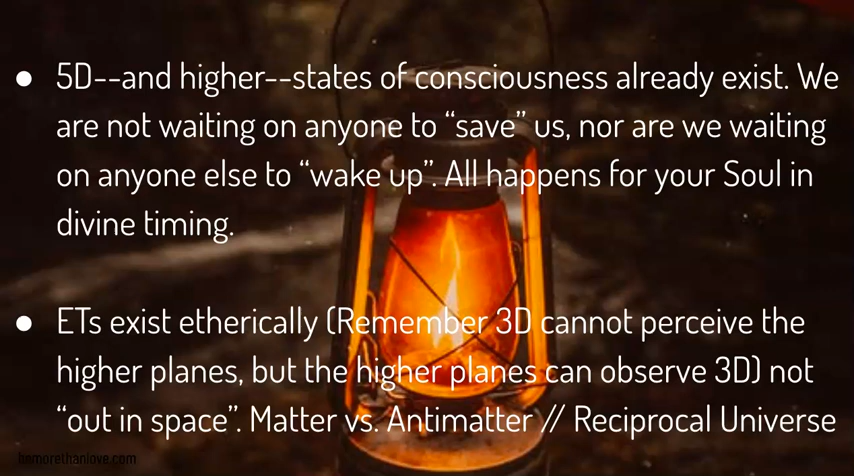 ● 5D--and higher--states of consciousness already exist. We
are not waiting on anyone to “save” us, nor are we waiting
on anyone else to “wake up”. All happens for your Soul in
divine timing.
● ETs exist etherically (Remember 3D cannot perceive the
higher planes, but the higher planes can observe 3D) not
“out in space”. Matter vs. Antimatter // Reciprocal Universe
bemorethanlove.com